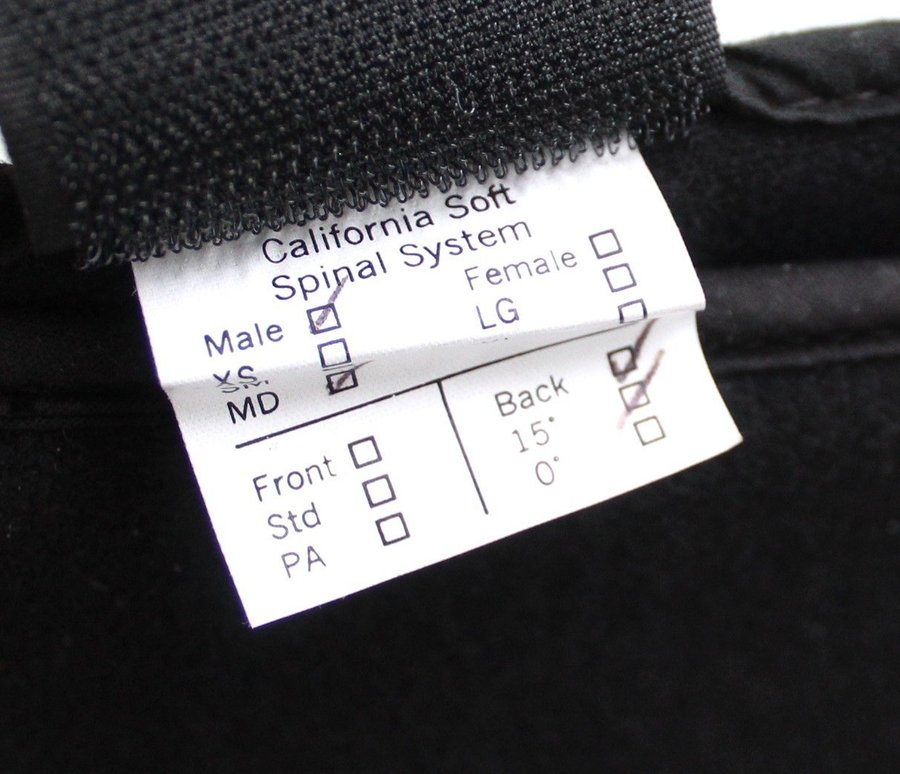 California Soft
Spinal System
Male ☑ Female ☐
XS ☐ ☐
MD ☑ LG ☐
Front ☐ Back ☑
Std ☐ 15° ☑
PA ☐ 0° ☐